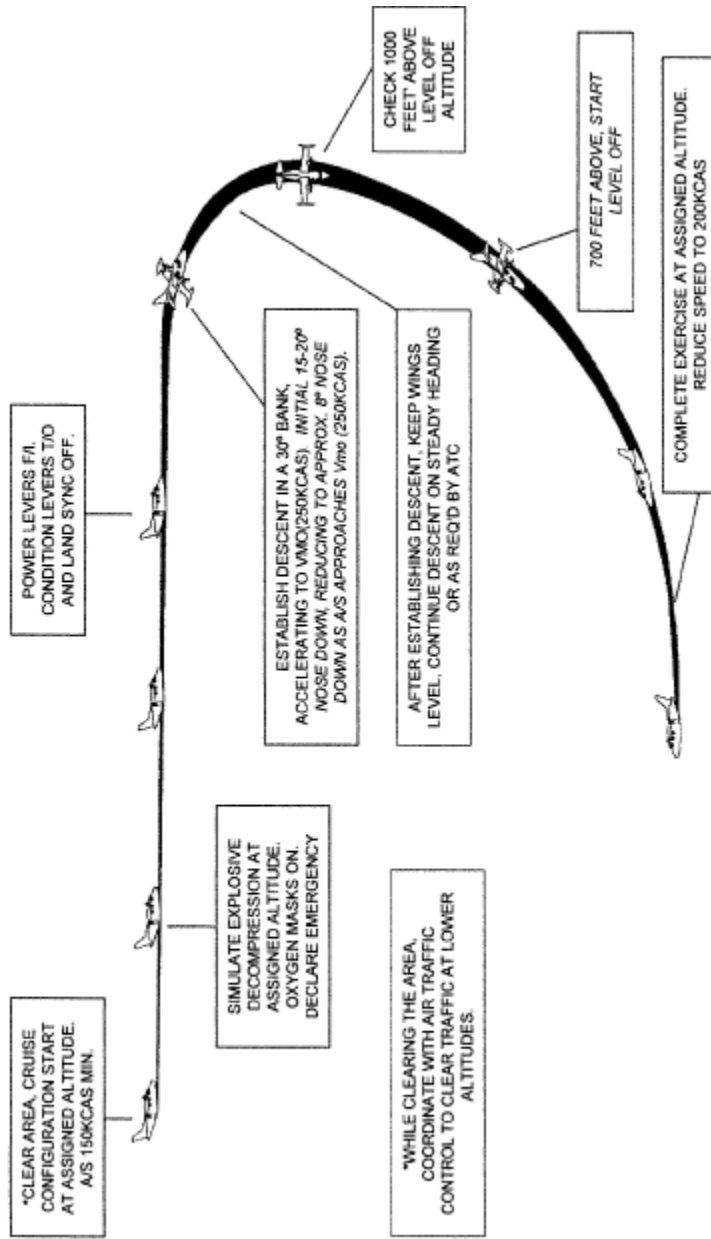 *CLEAR AREA, CRUISE
CONFIGURATION START
AT ASSIGNED ALTITUDE.
A/S 150KCAS MIN.
SIMULATE EXPLOSIVE
DECOMPRESSION AT
ASSIGNED ALTITUDE.
OXYGEN MASKS ON.
DECLARE EMERGENCY
POWER LEVERS F/I.
CONDITION LEVERS T/O
AND LAND SYNC OFF.
ESTABLISH DESCENT IN A 30º BANK,
ACCELERATING TO VMO(250KCAS). INITIAL 15-20º
NOSE DOWN, REDUCING TO APPROX. 8º NOSE
DOWN AS A/S APPROACHES Vmo (250KCAS).
AFTER ESTABLISHING DESCENT, KEEP WINGS
LEVEL, CONTINUE DESCENT ON STEADY HEADING
OR AS REQ'D BY ATC
CHECK 1000
FEET' ABOVE
LEVEL OFF
ALTITUDE
700 FEET ABOVE, START
LEVEL OFF
COMPLETE EXERCISE AT ASSIGNED ALTITUDE.
REDUCE SPEED TO 200KCAS
*WHILE CLEARING THE AREA,
COORDINATE WITH AIR TRAFFIC
CONTROL TO CLEAR TRAFFIC AT LOWER
ALTITUDES.